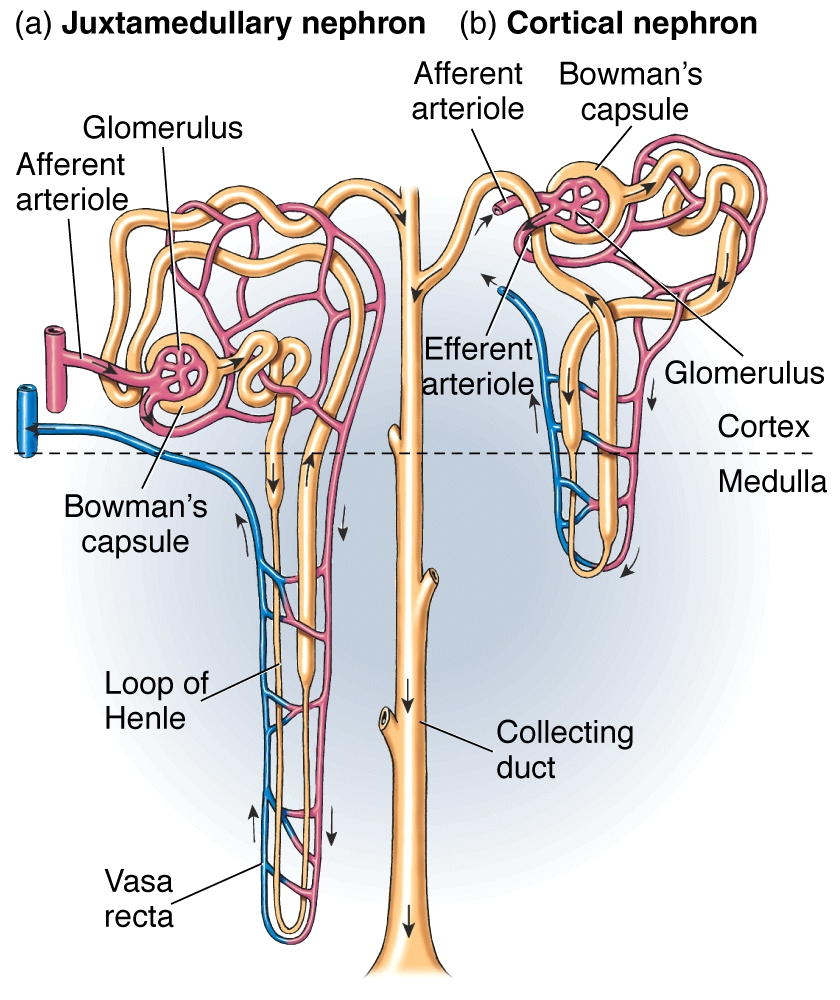 (a) Juxtamedullary nephron
(b) Cortical nephron
Afferent
arteriole
Bowman's
capsule
Glomerulus
Afferent
arteriole
Efferent
arteriole
Glomerulus
Cortex
Medulla
Bowman's
capsule
Loop of
Henle
Collecting
duct
Vasa
recta